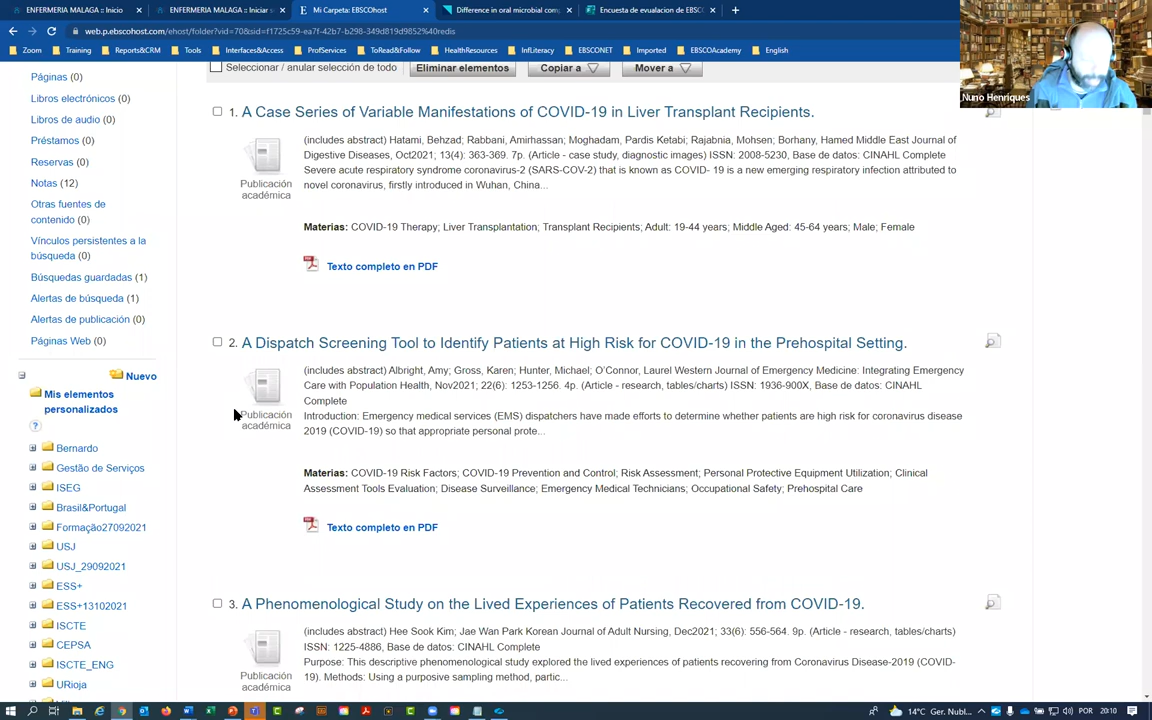 ENFERMERIA MALAGA :: Inicio
ENFERMERIA MALAGA :: Iniciar s
Mi Carpeta: EBSCOhost
Difference in oral microbial com
Encuesta de evualacion de EBSC
web.p.ebscohost.com/ehost/folder?vid=70&sid=f1725c59-ea7f-42b7-b298-349d819d9852%40redis
Zoom
Training
Reports&CRM
Tools
Interfaces&Access
ProfServices
ToRead&Follow
HealthResources
InfLiteracy
EBSCONET
Imported
EBSCOAcademy
English
Nuno Henriques
Páginas (0)
Libros electrónicos (0)
Libros de audio (0)
Préstamos (0)
Reservas (0)
Notas (12)
Otras fuentes de
contenido (0)
Vínculos persistentes a la
búsqueda (0)
Búsquedas guardadas (1)
Alertas de búsqueda (1)
Alertas de publicación (0)
Páginas Web (0)
Nuevo
Mis elementos
personalizados
?
Bernardo
Gestão de Serviços
ISEG
Brasil&Portugal
Formação27092021
USJ
USJ_29092021
ESS+
ESS+13102021
ISCTE
CEPSA
ISCTE_ENG
URioja
Seleccionar / anular selección de todo
Eliminar elementos
Copiar a
Mover a
1. A Case Series of Variable Manifestations of COVID-19 in Liver Transplant Recipients.
Publicación
académica
(includes abstract) Hatami, Behzad; Rabbani, Amirhassan; Moghadam, Pardis Ketabi; Rajabnia, Mohsen; Borhany, Hamed Middle East Journal of
Digestive Diseases, Oct2021; 13(4): 363-369. 7p. (Article - case study, diagnostic images) ISSN: 2008-5230, Base de datos: CINAHL Complete
Severe acute respiratory syndrome coronavirus-2 (SARS-COV-2) that is known as COVID- 19 is a new emerging respiratory infection attributed to
novel coronavirus, firstly introduced in Wuhan, China...
Materias: COVID-19 Therapy; Liver Transplantation; Transplant Recipients; Adult: 19-44 years; Middle Aged: 45-64 years; Male; Female
Texto completo en PDF
2. A Dispatch Screening Tool to Identify Patients at High Risk for COVID-19 in the Prehospital Setting.
Publicación
académica
(includes abstract) Albright, Amy; Gross, Karen; Hunter, Michael; O'Connor, Laurel Western Journal of Emergency Medicine: Integrating Emergency
Care with Population Health, Nov2021; 22(6): 1253-1256. 4p. (Article - research, tables/charts) ISSN: 1936-900X, Base de datos: CINAHL
Complete
Introduction: Emergency medical services (EMS) dispatchers have made efforts to determine whether patients are high risk for coronavirus disease
2019 (COVID-19) so that appropriate personal prote...
Materias: COVID-19 Risk Factors; COVID-19 Prevention and Control; Risk Assessment; Personal Protective Equipment Utilization; Clinical
Assessment Tools Evaluation; Disease Surveillance; Emergency Medical Technicians; Occupational Safety; Prehospital Care
Texto completo en PDF
3. A Phenomenological Study on the Lived Experiences of Patients Recovered from COVID-19.
Publicación
académica
(includes abstract) Hee Sook Kim; Jae Wan Park Korean Journal of Adult Nursing, Dec2021; 33(6): 556-564. 9p. (Article - research, tables/charts)
ISSN: 1225-4886, Base de datos: CINAHL Complete
Purpose: This descriptive phenomenological study explored the lived experiences of patients recovering from Coronavirus Disease-2019 (COVID-
19). Methods: Using a purposive sampling method, partic...
14°C Ger. Nubl...
POR
20:10